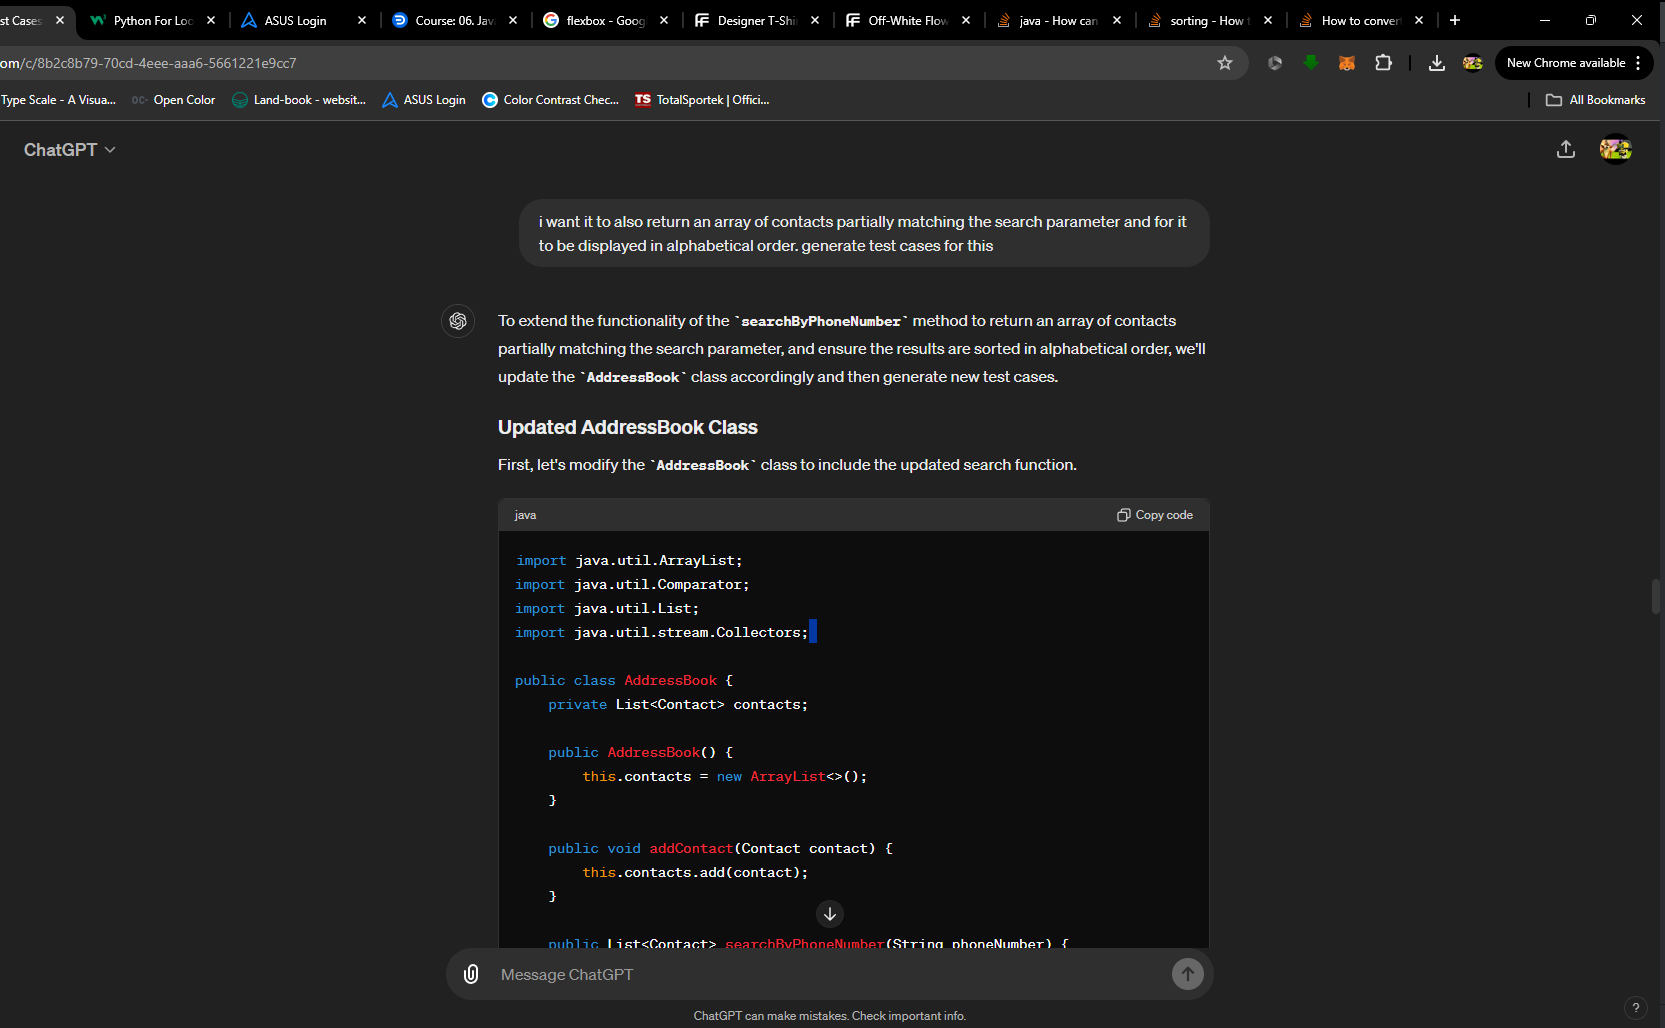 st Cases
Python For Loo
ASUS Login
Course: 06. Jav
flexbox - Goog
Designer T-Shi
Off-White Flow
java - How can
sorting - How t
How to convert
om/c/8b2c8b79-70cd-4eee-aaa6-5661221e9cc7
New Chrome available
Type Scale - A Visua...
OC- Open Color
Land-book - websit...
ASUS Login
Color Contrast Chec...
TS TotalSportek | Offici...
All Bookmarks
ChatGPT
i want it to also return an array of contacts partially matching the search parameter and for it
to be displayed in alphabetical order. generate test cases for this
To extend the functionality of the `searchByPhoneNumber` method to return an array of contacts
partially matching the search parameter, and ensure the results are sorted in alphabetical order, we'll
update the `AddressBook` class accordingly and then generate new test cases.
Updated AddressBook Class
First, let's modify the `AddressBook` class to include the updated search function.
java
Copy code
import java.util.ArrayList;
import java.util.Comparator;
import java.util.List;
import java.util.stream.Collectors;
public class AddressBook {
private List<Contact> contacts;
public AddressBook() {
this.contacts = new ArrayList<>();
}
public void addContact(Contact contact) {
this.contacts.add(contact);
}
public List<Contact> searchByPhoneNumber(String phoneNumber) {
Message ChatGPT
ChatGPT can make mistakes. Check important info.
?